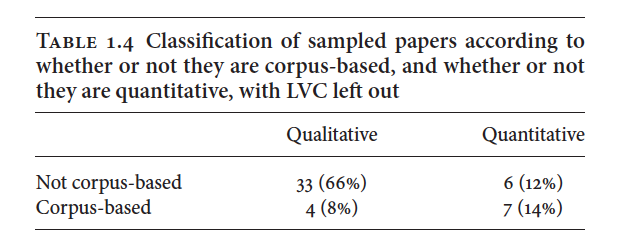 TABLE 1.4 Classification of sampled papers according to
whether or not they are corpus-based, and whether or not
they are quantitative, with LVC left out
Qualitative Quantitative
Not corpus-based 33 (66%) 6 (12%)
Corpus-based 4 (8%) 7 (14%)